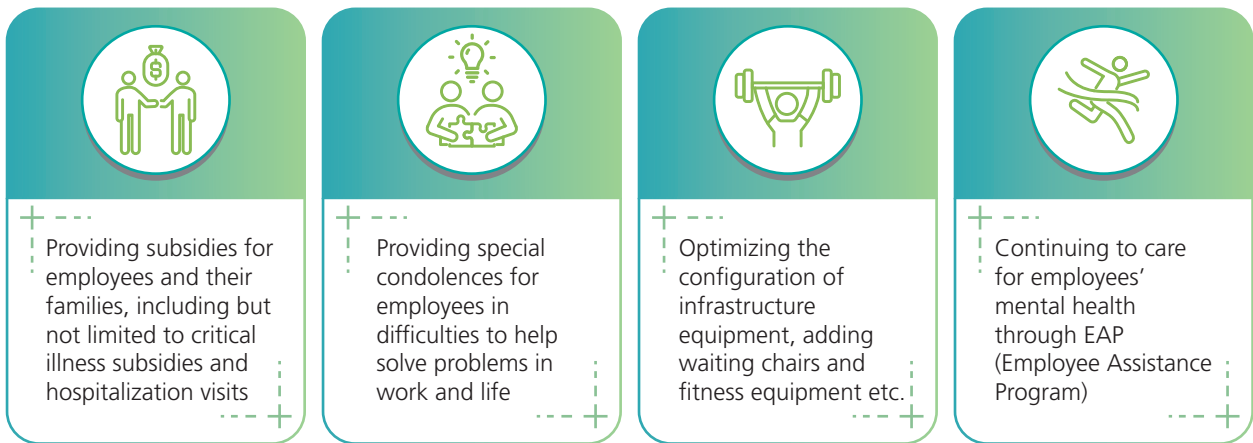 Providing subsidies for
employees and their
families, including but
not limited to critical
illness subsidies and
hospitalization visits
Providing special
condolences for
employees in
difficulties to help
solve problems in
work and life
Optimizing the
configuration of
infrastructure
equipment, adding
waiting chairs and
fitness equipment etc.
Continuing to care
for employees’
mental health
through EAP
(Employee Assistance
Program)